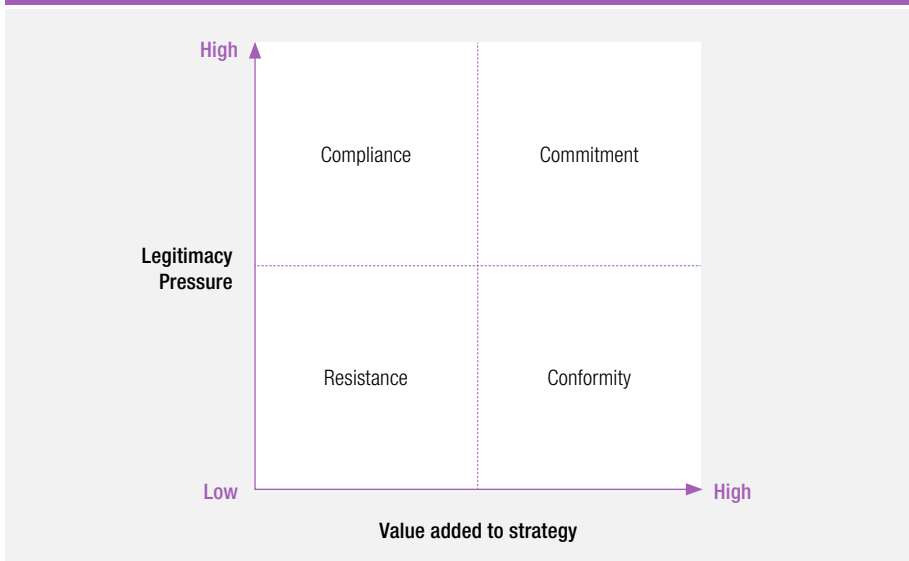 High
Compliance
Commitment
Legitimacy
Pressure
Resistance
Conformity
Low
High
Value added to strategy